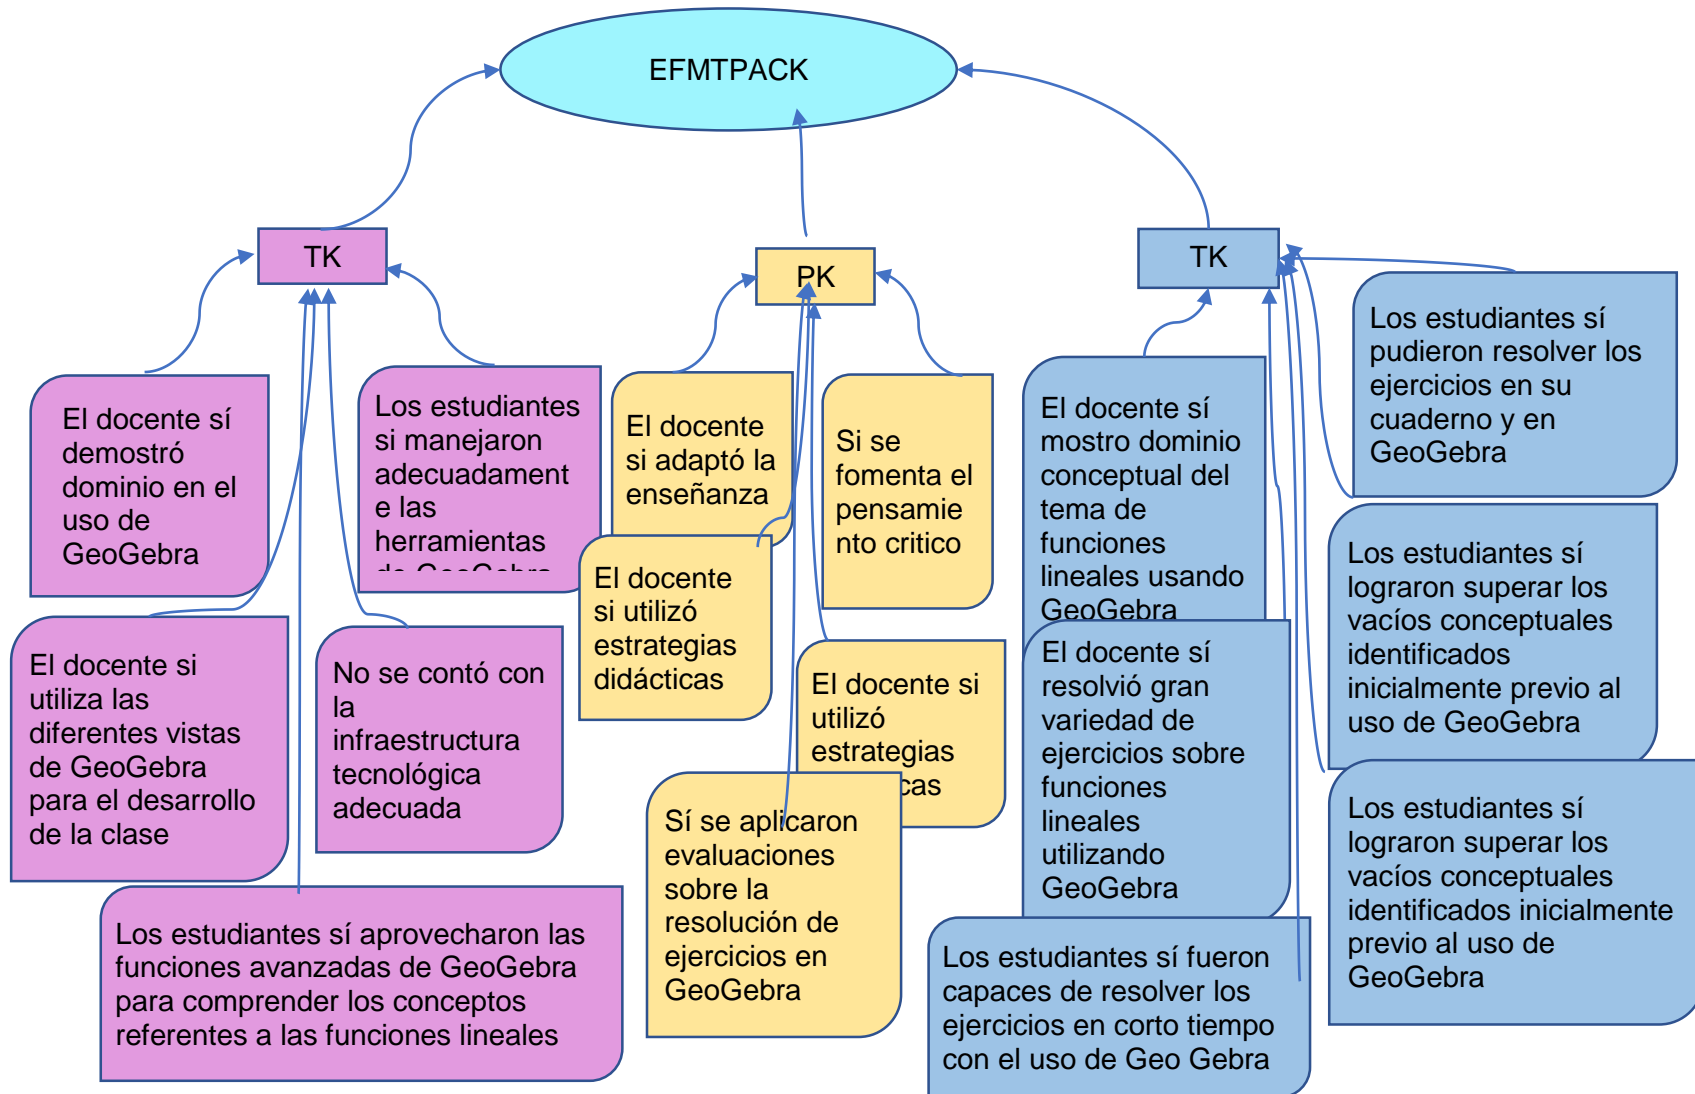 EFMTPACK
TK
PK
TK
El docente sí
demostró
dominio en el
uso de
GeoGebra
Los estudiantes
si manejaron
adecuadament
e las
herramientas
de GeoGebra
El docente
si adaptó la
enseñanza
Si se
fomenta el
pensamie
nto critico
El docente sí
mostro dominio
conceptual del
tema de
funciones
lineales usando
GeoGebra
Los estudiantes sí
pudieron resolver los
ejercicios en su
cuaderno y en
GeoGebra
El docente si
utiliza las
diferentes vistas
de GeoGebra
para el desarrollo
de la clase
No se contó con
la
infraestructura
tecnológica
adecuada
El docente
si utilizó
estrategias
didácticas
El docente si
utilizó
estrategias
cas
El docente sí
resolvió gran
variedad de
ejercicios sobre
funciones
lineales
utilizando
GeoGebra
Los estudiantes sí
lograron superar los
vacíos conceptuales
identificados
inicialmente previo al
uso de GeoGebra
Los estudiantes sí aprovecharon las
funciones avanzadas de GeoGebra
para comprender los conceptos
referentes a las funciones lineales
Sí se aplicaron
evaluaciones
sobre la
resolución de
ejercicios en
GeoGebra
Los estudiantes sí fueron
capaces de resolver los
ejercicios en corto tiempo
con el uso de Geo Gebra
Los estudiantes sí
lograron superar los
vacíos conceptuales
identificados inicialmente
previo al uso de
GeoGebra